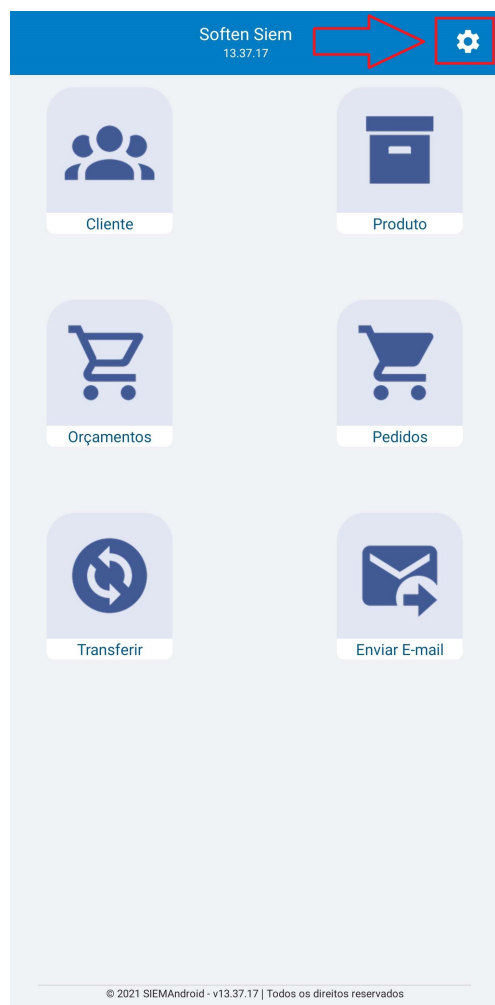 Soften Siem
13.37.17
Cliente
Produto
Orçamentos
Pedidos
Transferir
Enviar E-mail
© 2021 SIEMAndroid - v13.37.17 | Todos os direitos reservados